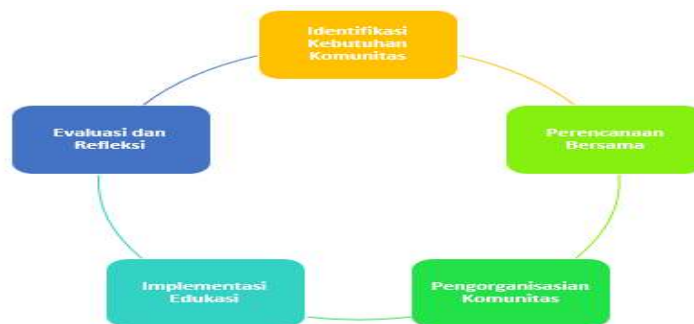 Identifikasi
Kebutuhan
Komunitas
Perencanaan
Bersama
Pengorganisasian
Komunitas
Implementasi
Edukasi
Evaluasi dan
Refleksi